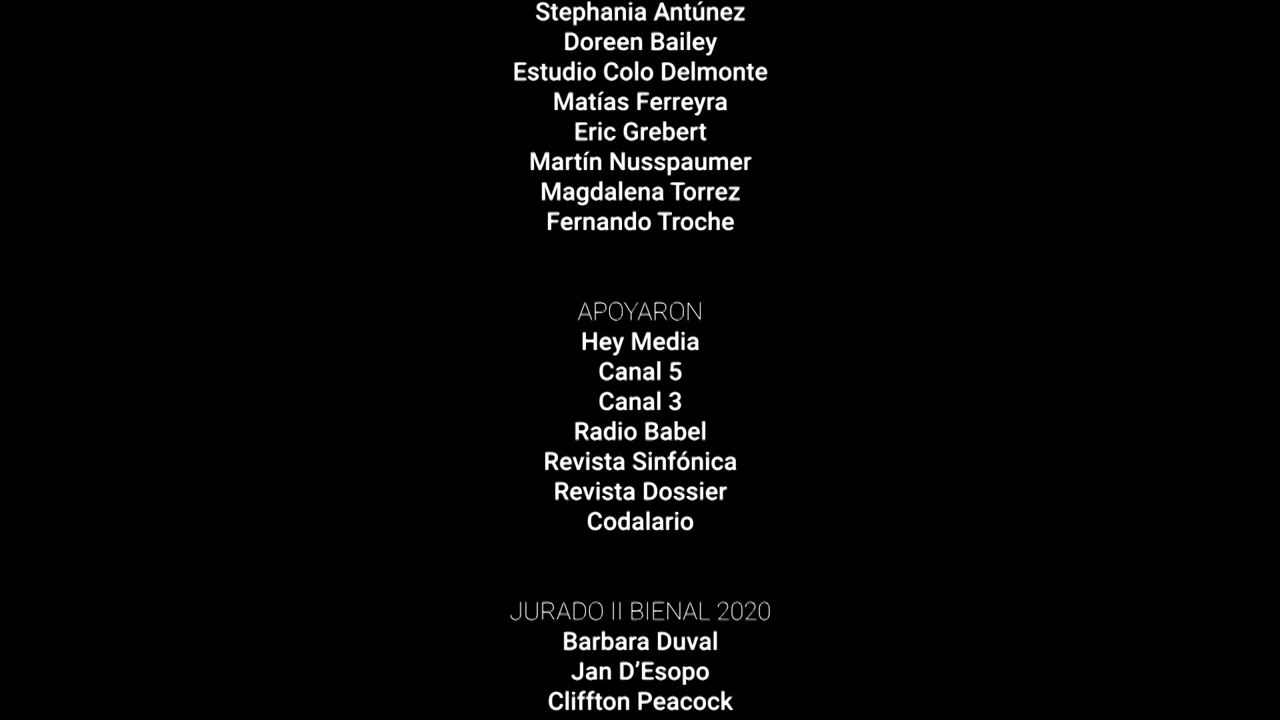 Stephania Antúnez
Doreen Bailey
Estudio Colo Delmonte
Matías Ferreyra
Eric Grebert
Martín Nusspaumer
Magdalena Torrez
Fernando Troche
APOYARON
Hey Media
Canal 5
Canal 3
Radio Babel
Revista Sinfónica
Revista Dossier
Codalario
JURADO II BIENAL 2020
Barbara Duval
Jan D’Esopo
Cliffton Peacock